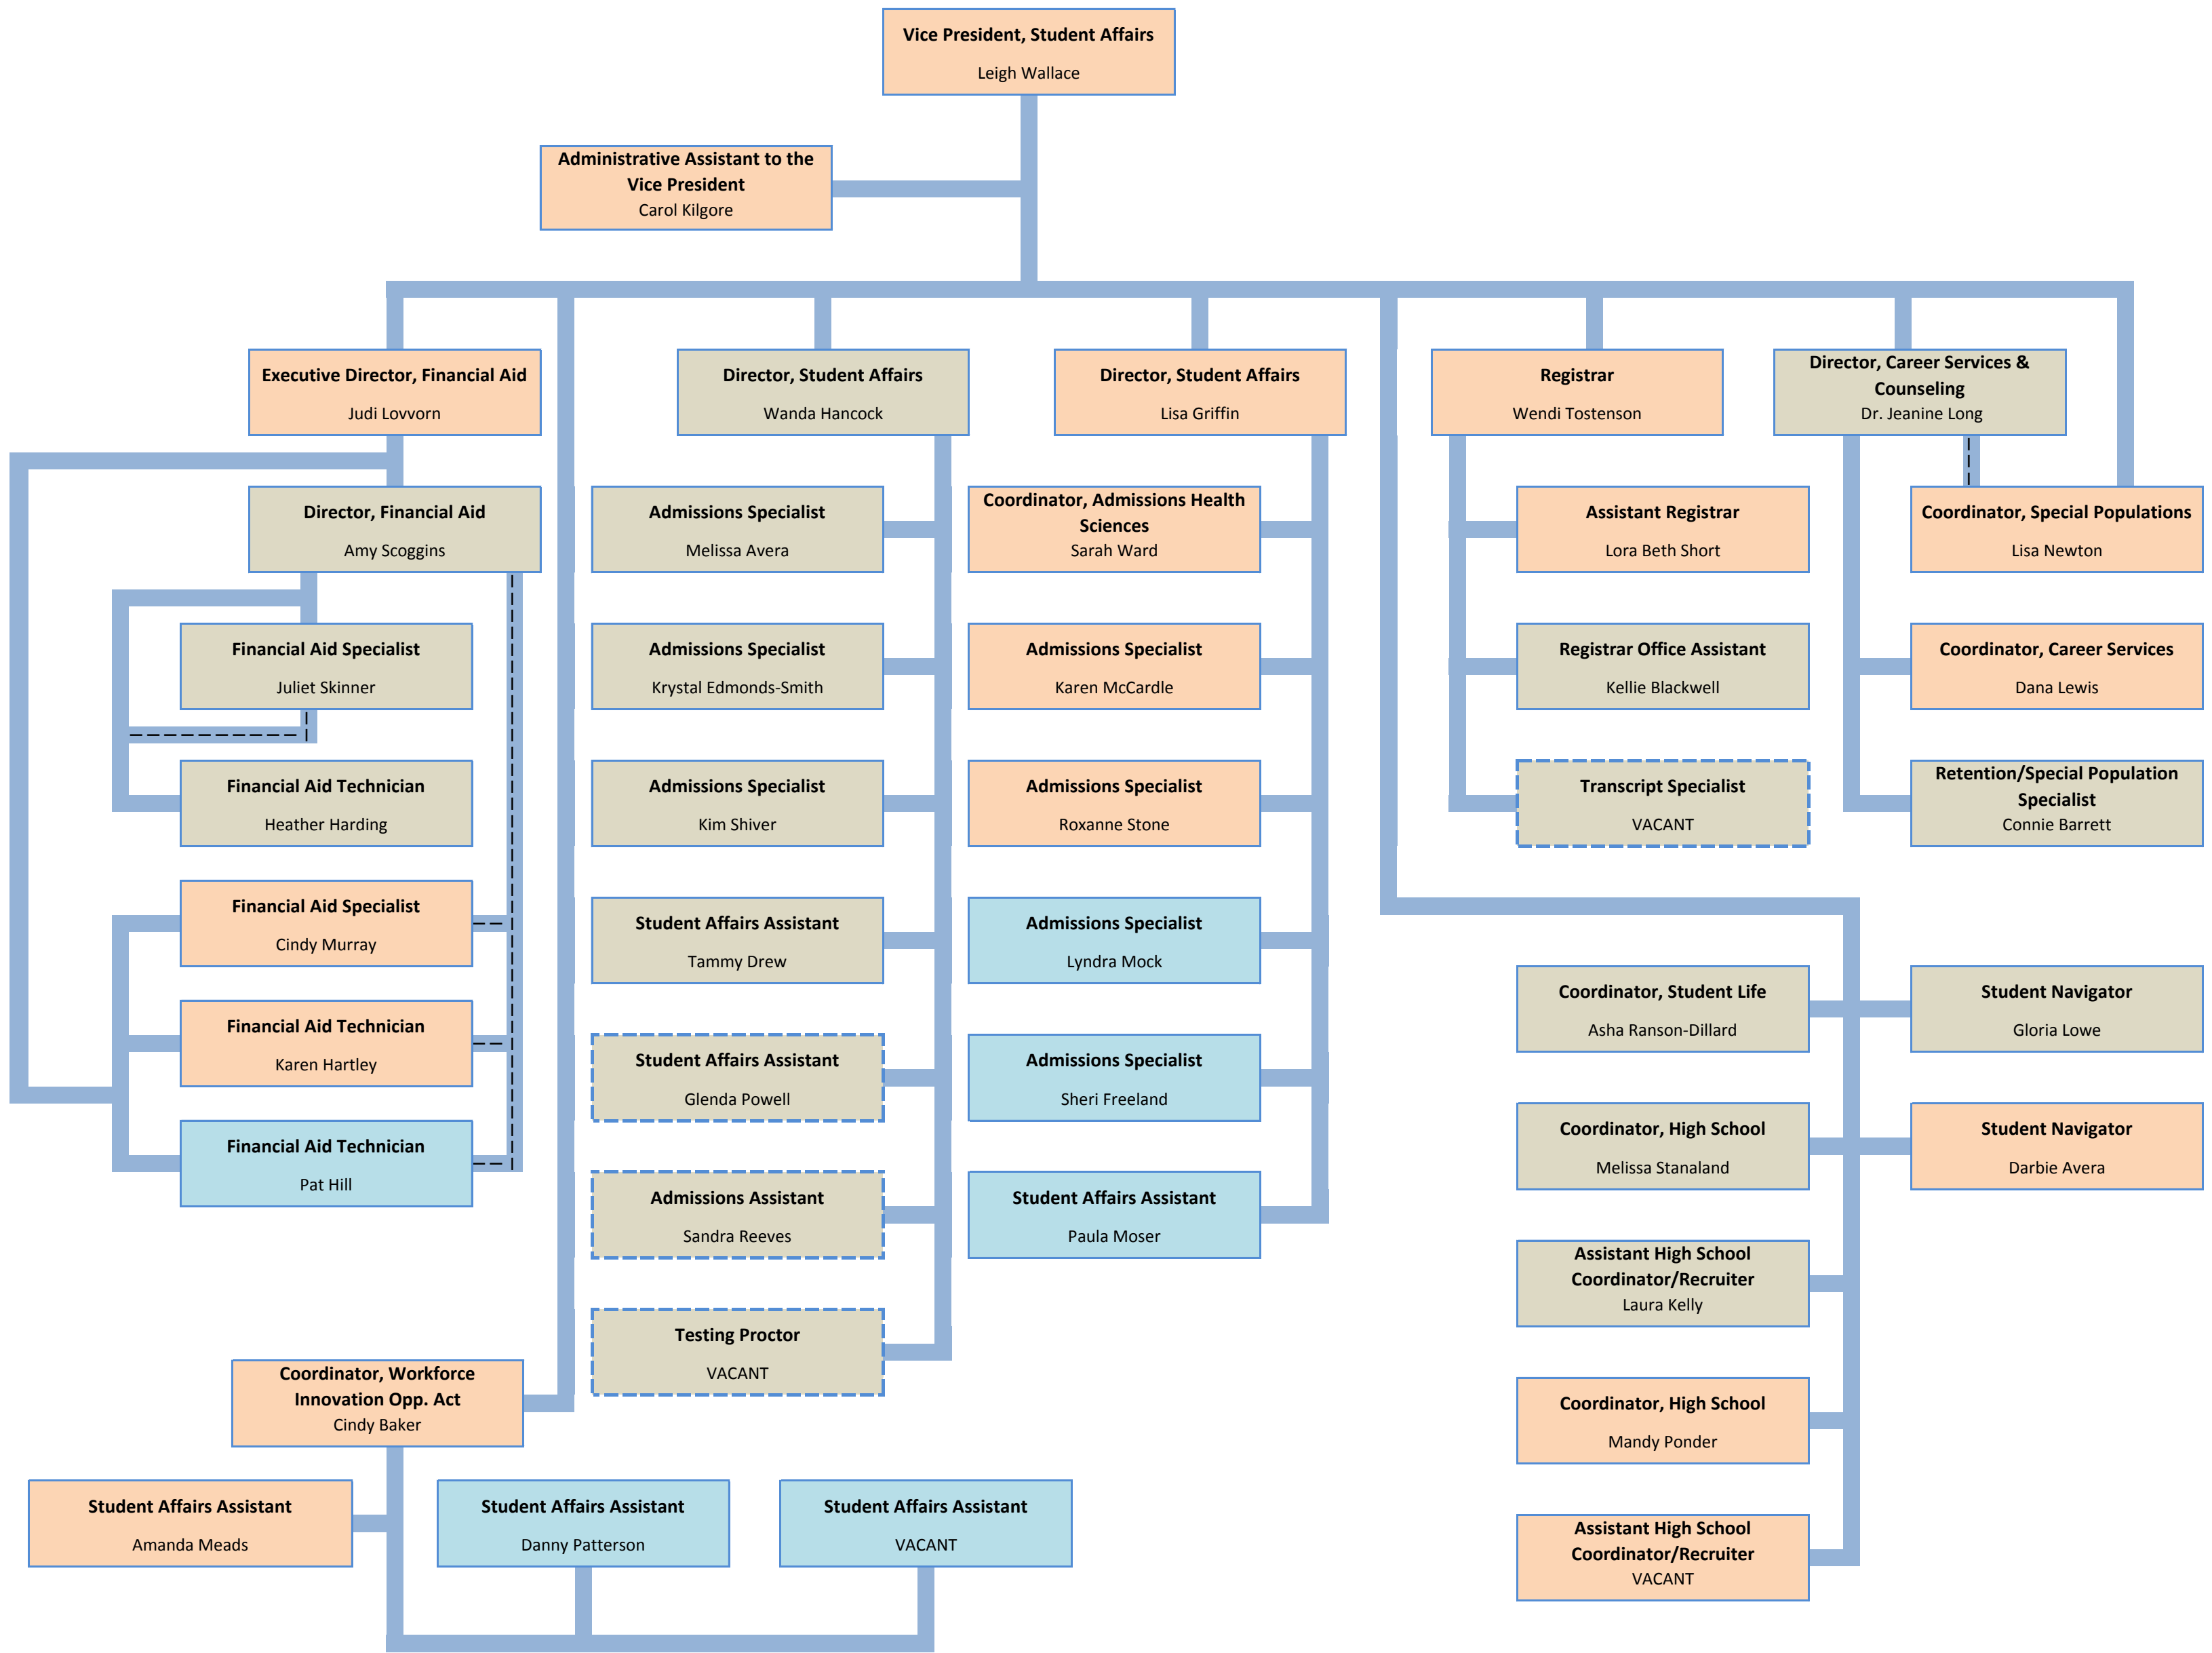 Vice President, Student Affairs
Leigh Wallace
Administrative Assistant to the
Vice President
Carol Kilgore
Executive Director, Financial Aid
Judi Lovvorn
Director, Student Affairs
Wanda Hancock
Director, Student Affairs
Lisa Griffin
Registrar
Wendi Tostenson
Director, Career Services &
Counseling
Dr. Jeanine Long
Director, Financial Aid
Amy Scoggins
Admissions Specialist
Melissa Avera
Coordinator, Admissions Health
Sciences
Sarah Ward
Assistant Registrar
Lora Beth Short
Coordinator, Special Populations
Lisa Newton
Financial Aid Specialist
Juliet Skinner
Admissions Specialist
Krystal Edmonds-Smith
Admissions Specialist
Karen McCardle
Registrar Office Assistant
Kellie Blackwell
Coordinator, Career Services
Dana Lewis
Financial Aid Technician
Heather Harding
Admissions Specialist
Kim Shiver
Admissions Specialist
Roxanne Stone
Transcript Specialist
VACANT
Retention/Special Population
Specialist
Connie Barrett
Financial Aid Specialist
Cindy Murray
Student Affairs Assistant
Tammy Drew
Admissions Specialist
Lyndra Mock
Coordinator, Student Life
Asha Ranson-Dillard
Student Navigator
Gloria Lowe
Financial Aid Technician
Karen Hartley
Student Affairs Assistant
Glenda Powell
Admissions Specialist
Sheri Freeland
Coordinator, High School
Melissa Stanaland
Student Navigator
Darbie Avera
Financial Aid Technician
Pat Hill
Admissions Assistant
Sandra Reeves
Student Affairs Assistant
Paula Moser
Assistant High School
Coordinator/Recruiter
Laura Kelly
Testing Proctor
VACANT
Coordinator, Workforce
Innovation Opp. Act
Cindy Baker
Coordinator, High School
Mandy Ponder
Student Affairs Assistant
Amanda Meads
Student Affairs Assistant
Danny Patterson
Student Affairs Assistant
VACANT
Assistant High School
Coordinator/Recruiter
VACANT